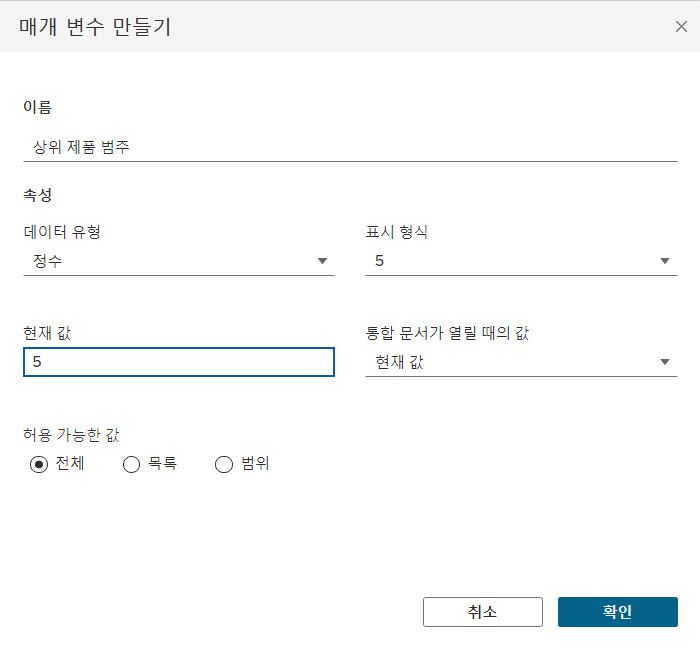 매개 변수 만들기
이름
상위 제품 범주
속성
데이터 유형
표시 형식
정수
5
현재 값
통합 문서가 열릴 때의 값
5
현재 값
허용 가능한 값
전체
목록
범위
취소
확인